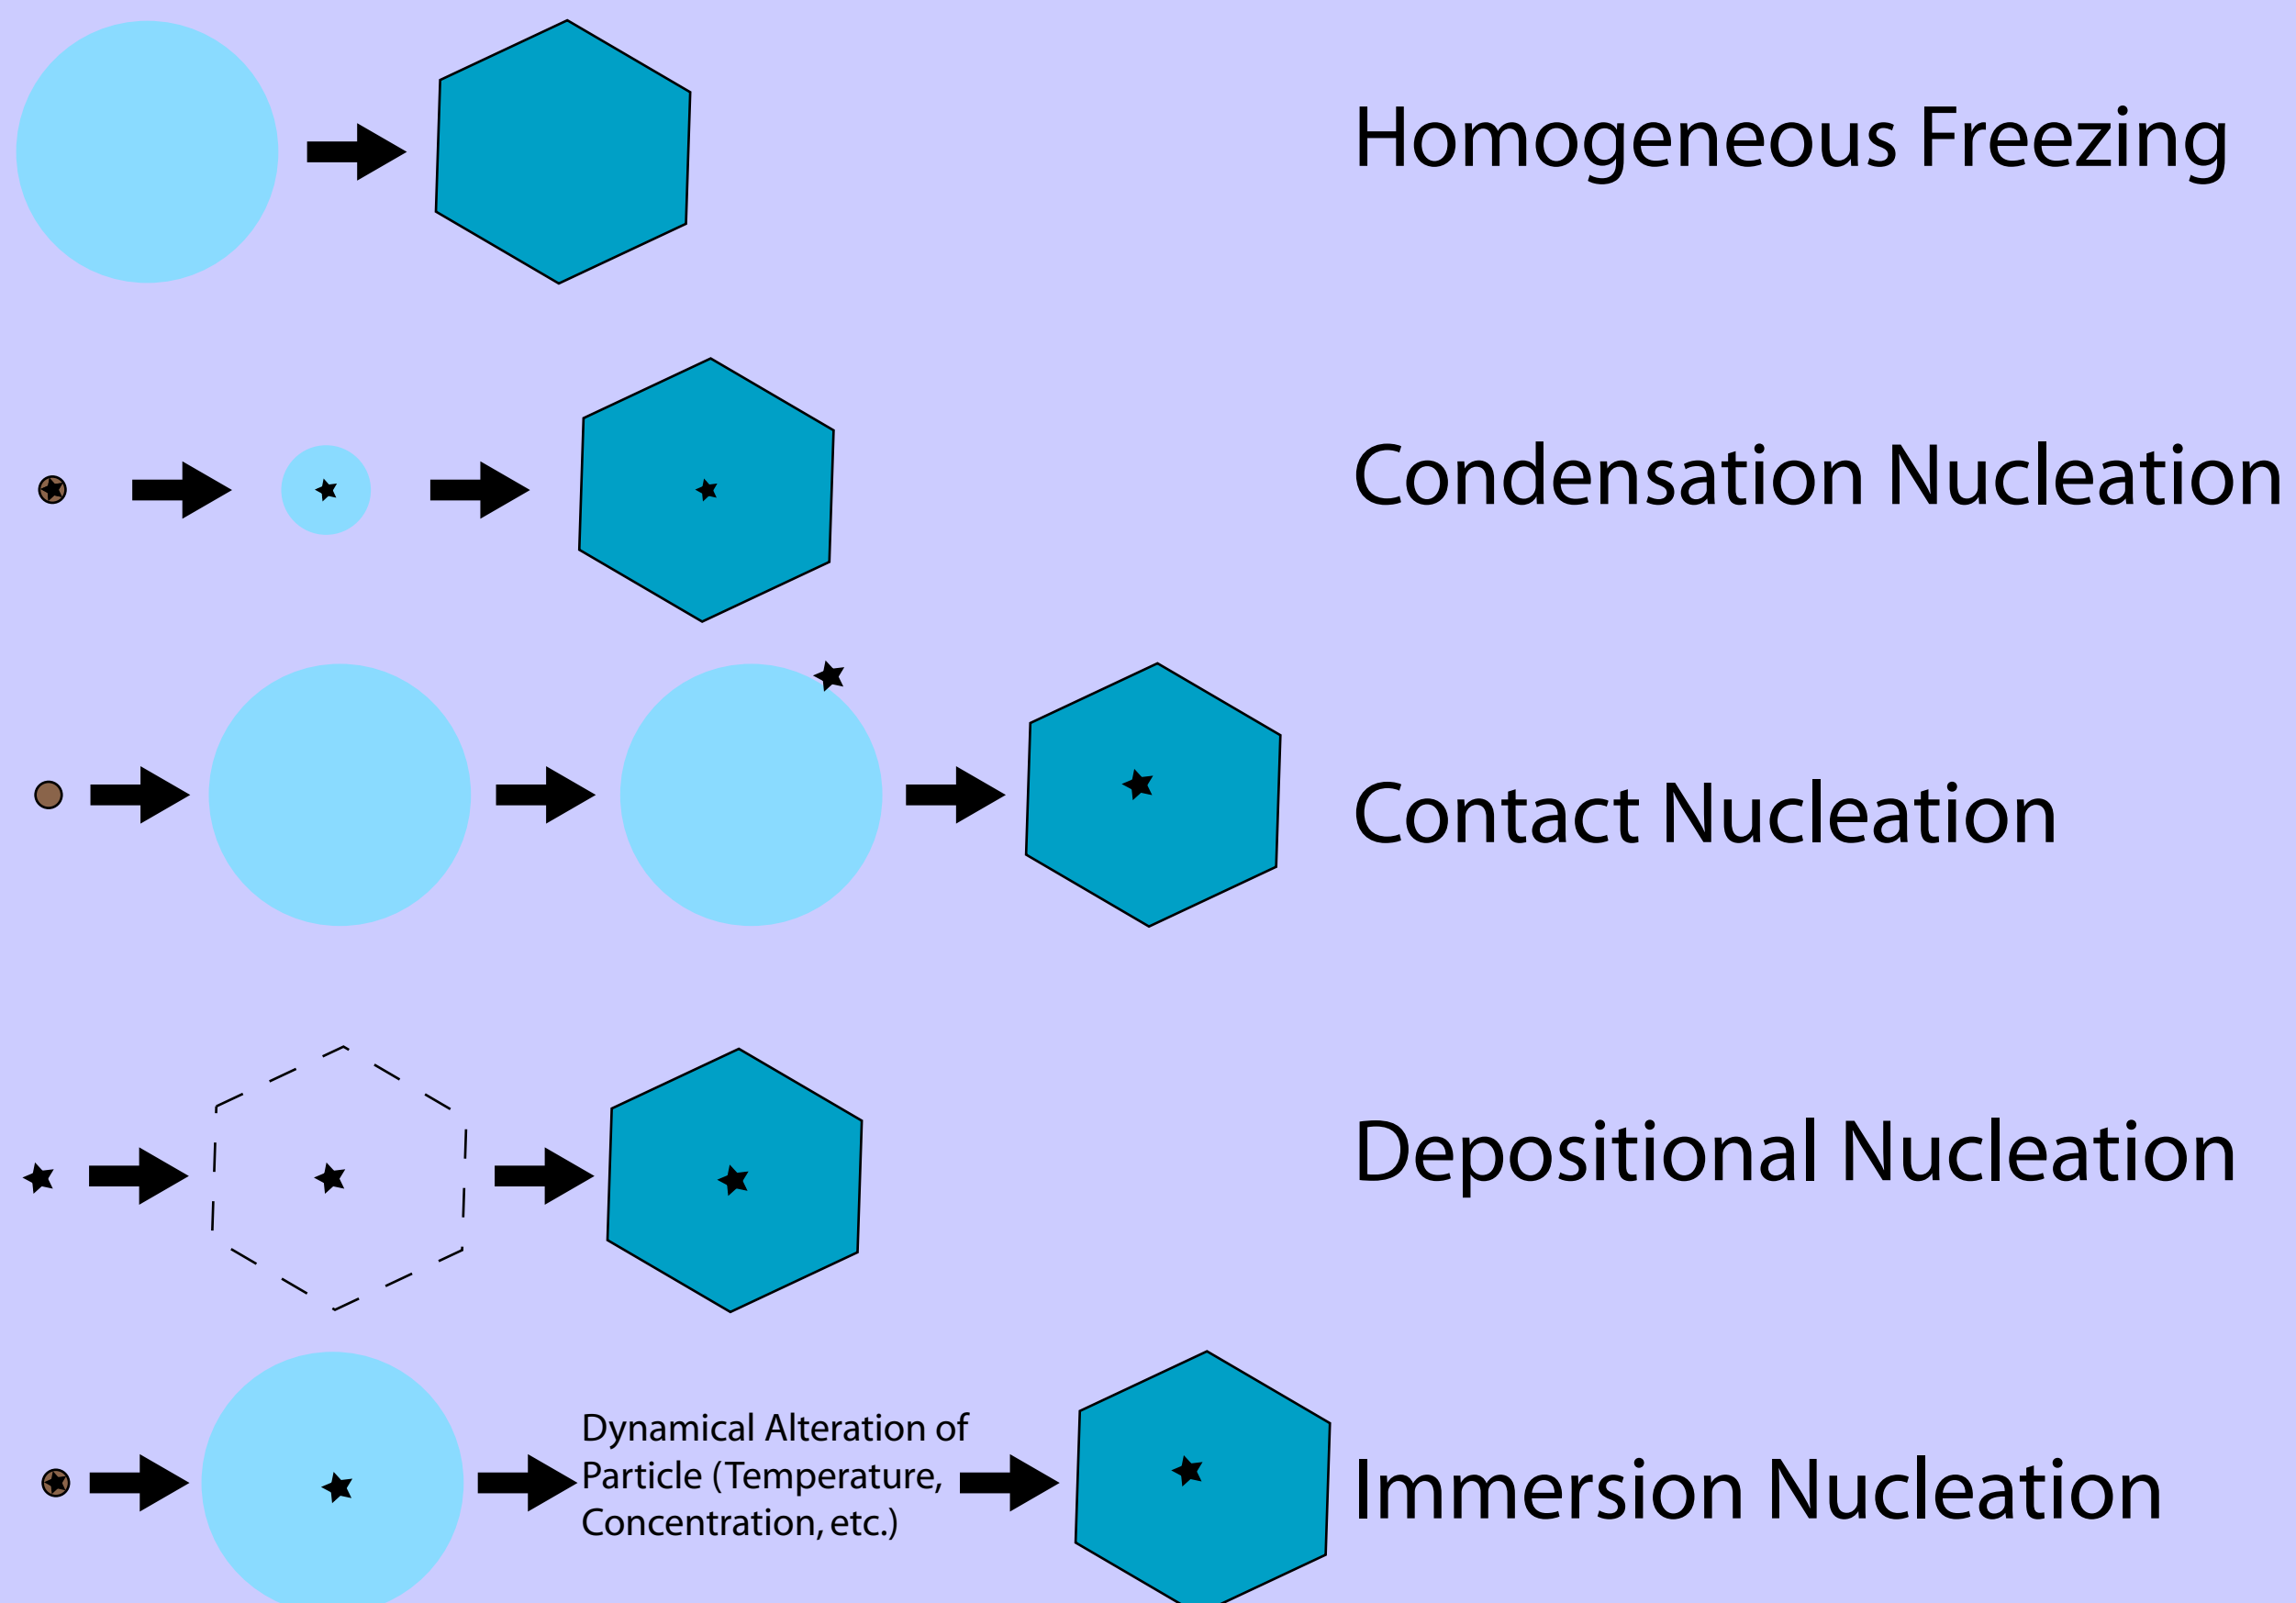 Homogeneous Freezing
Condensation Nucleation
Contact Nucleation
Depositional Nucleation
Dynamical Alteration of
Particle (Temperature,
Concentration, etc.)
Immersion Nucleation